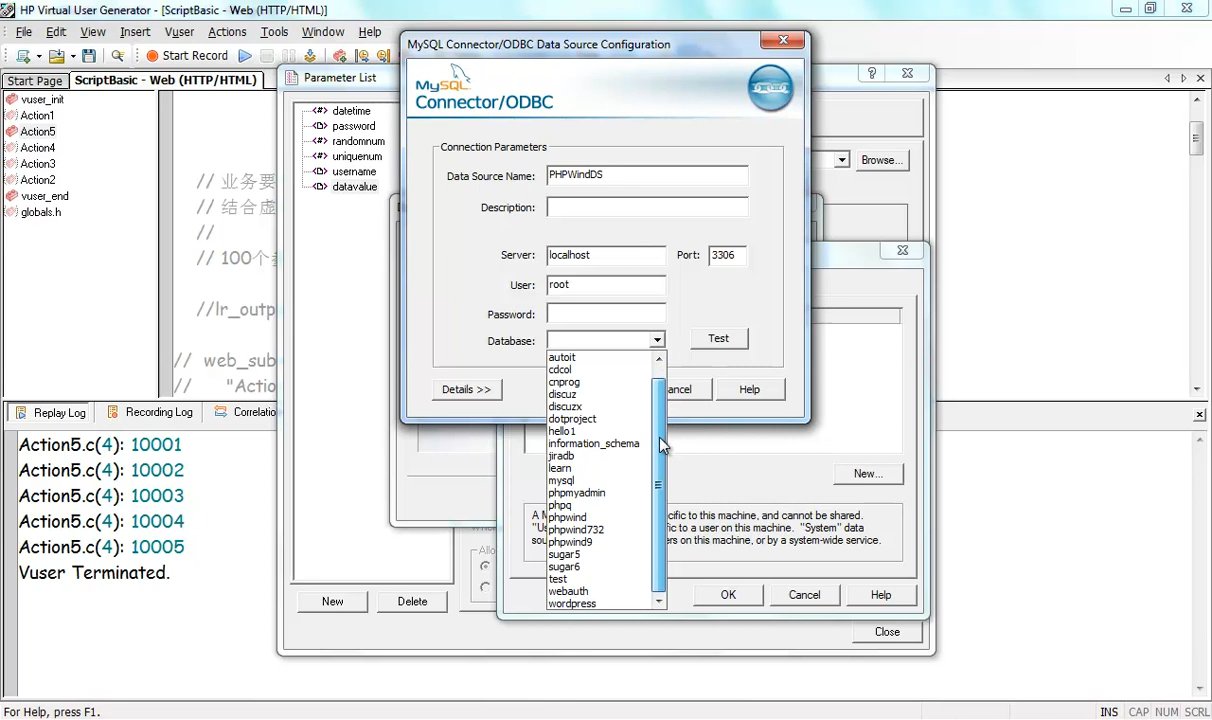 HP Virtual User Generator - [ScriptBasic - Web (HTTP/HTML)]
File Edit View Insert Vuser Actions Tools Window Help
Start Record
Start Page
ScriptBasic - Web (HTTP/HTML)
vuser_init
Action1
Action5
Action4
Action3
Action2
vuser_end
globals.h
// 业务要
// 结合虚
//
// 100个
//lr_outp
// web_sub
// "Action
Parameter List
datetime
password
randomnum
uniquenum
username
datavalue
New
Delete
Browse...
Close
MySQL Connector/ODBC Data Source Configuration
MySQL
Connector/ODBC
Connection Parameters
Data Source Name: PHPWindDS
Description:
Server: localhost
Port: 3306
User: root
Password:
Database:
Test
Details >>
ancel
Help
autoit
cdcol
cnprog
discuz
discuzx
dotproject
hello1
information_schema
jiradb
learn
mysql
phpmyadmin
phpq
phpwind
phpwind732
phpwind9
sugar5
sugar6
test
webauth
wordpress
New...
A M
cific to this machine, and cannot be shared.
"Us
cific to a user on this machine. "System" data
sou
ers on this machine, or by a system-wide service.
OK
Cancel
Help
Allo
Replay Log
Recording Log
Correlatio
Action5.c(4): 10001
Action5.c(4): 10002
Action5.c(4): 10003
Action5.c(4): 10004
Action5.c(4): 10005
Vuser Terminated.
For Help, press F1.
INS CAP NUM SCRL